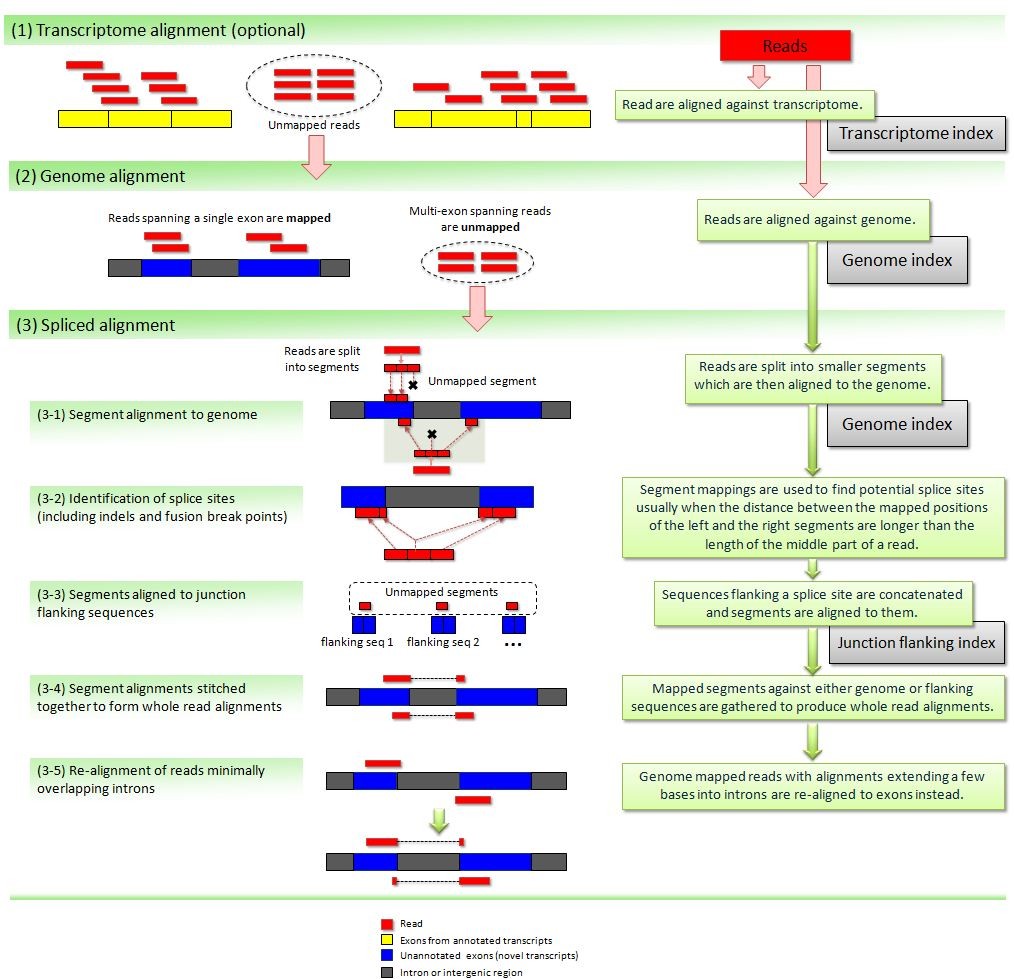 (1) Transcriptome alignment (optional)
Reads
Read are aligned against transcriptome.
Unmapped reads
Transcriptome index
(2) Genome alignment
Reads spanning a single exon are mapped
Multi-exon spanning reads
are unmapped
Reads are aligned against genome.
Genome index
(3) Spliced alignment
Reads are split
into segments
Unmapped segment
Reads are split into smaller segments
which are then aligned to the genome.
(3-1) Segment alignment to genome
Genome index
(3-2) Identification of splice sites
(including indels and fusion break points)
Segment mappings are used to find potential splice sites
usually when the distance between the mapped positions
of the left and the right segments are longer than the
length of the middle part of a read.
(3-3) Segments aligned to junction
flanking sequences
Unmapped segments
flanking seq 1
flanking seq 2
...
Sequences flanking a splice site are concatenated
and segments are aligned to them.
Junction flanking index
(3-4) Segment alignments stitched
together to form whole read alignments
Mapped segments against either genome or flanking
sequences are gathered to produce whole read alignments.
(3-5) Re-alignment of reads minimally
overlapping introns
Genome mapped reads with alignments extending a few
bases into introns are re-aligned to exons instead.
Read
Exons from annotated transcripts
Unannotated exons (novel transcripts)
Intron or intergenic region